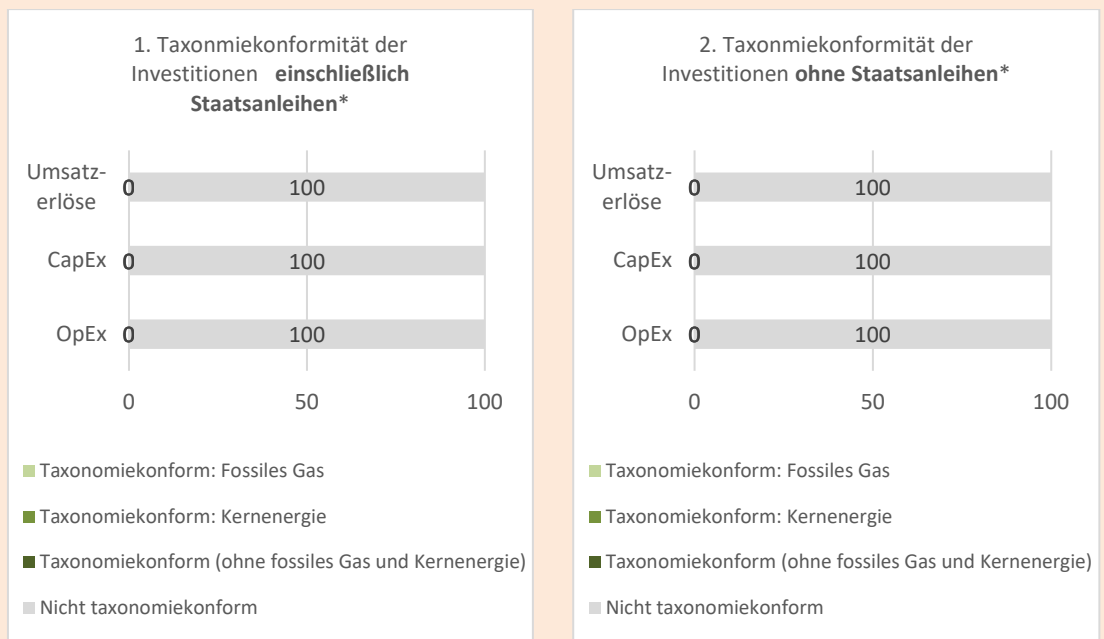 1. Taxonmiekonformität der
Investitionen einschließlich
Staatsanleihen*
Umsatz-
erlöse
0 100
CapEx 0 100
OpEx 0 100
0 50 100
Taxonomiekonform: Fossiles Gas
Taxonomiekonform: Kernenergie
Taxonomiekonform (ohne fossiles Gas und Kernenergie)
Nicht taxonomiekonform
2. Taxonmiekonformität der
Investitionen ohne Staatsanleihen*
Umsatz-
erlöse
0 100
CapEx 0 100
OpEx 0 100
0 50 100
Taxonomiekonform: Fossiles Gas
Taxonomiekonform: Kernenergie
Taxonomiekonform (ohne fossiles Gas und Kernenergie)
Nicht taxonomiekonform